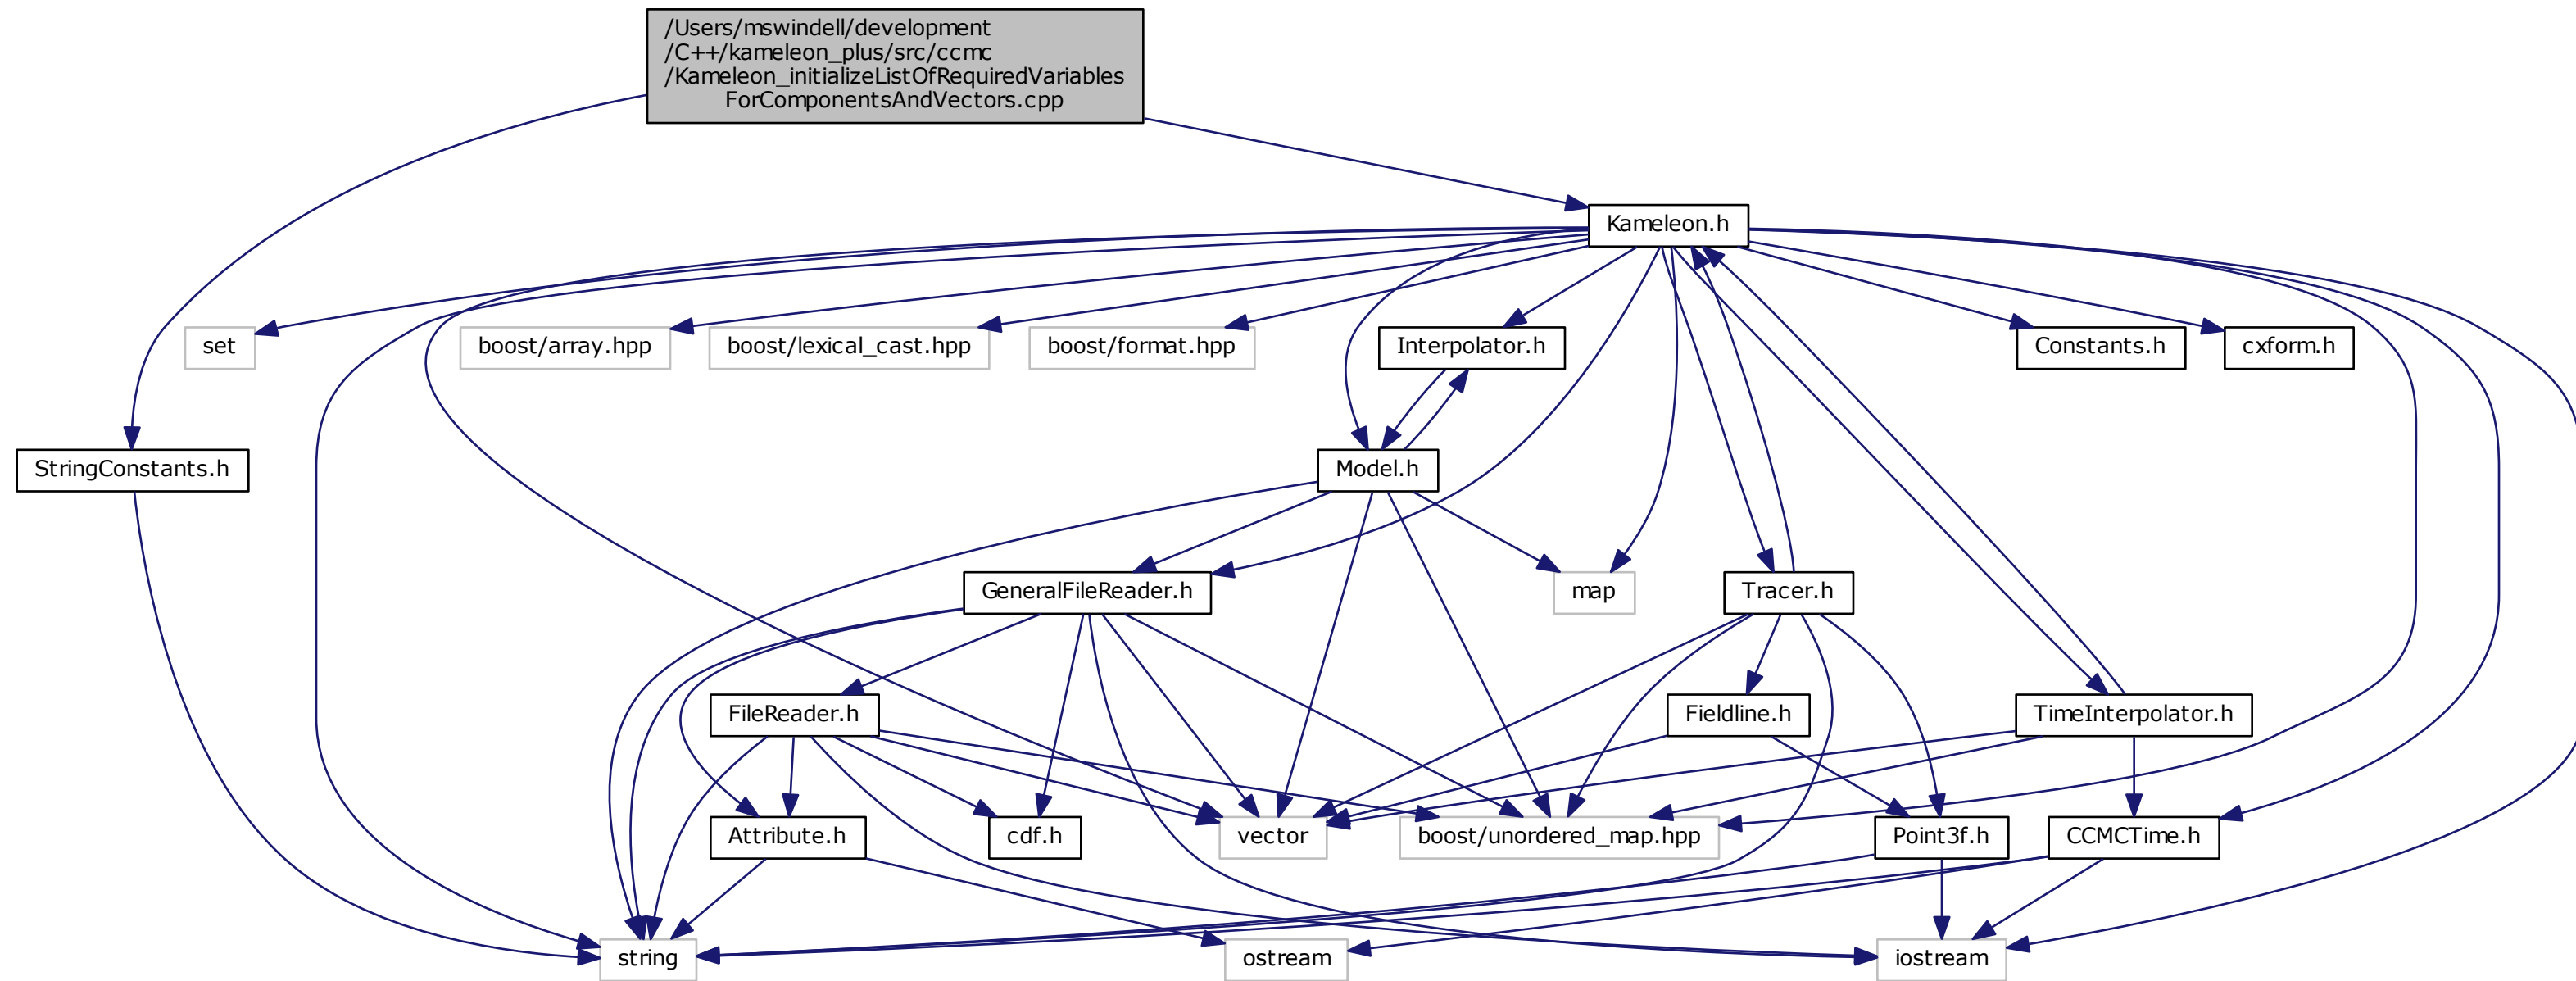 /Users/mswindell/development
/C++/kameleon_plus/src/ccmc
/Kameleon_initializeListOfRequiredVariables
ForComponentsAndVectors.cpp
Kameleon.h
set
boost/array.hpp
boost/lexical_cast.hpp
boost/format.hpp
Interpolator.h
Constants.h
cxform.h
StringConstants.h
Model.h
GeneralFileReader.h
map
Tracer.h
FileReader.h
Fieldline.h
TimeInterpolator.h
Attribute.h
cdf.h
vector
boost/unordered_map.hpp
Point3f.h
CCMCTime.h
string
ostream
iostream